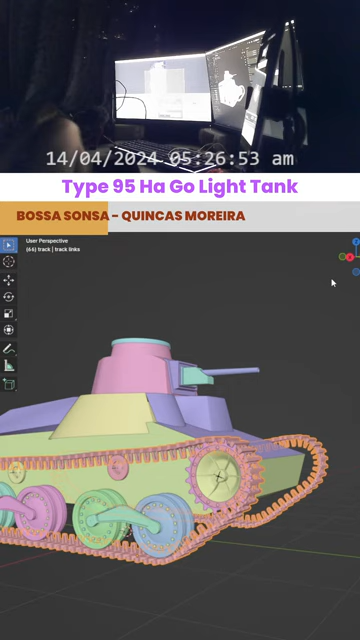 14/04/2024 05:26:53 am
Type 95 Ha Go Light Tank
BOSSA SONSA - QUINCAS MOREIRA
User Perspective
(66) track | track links